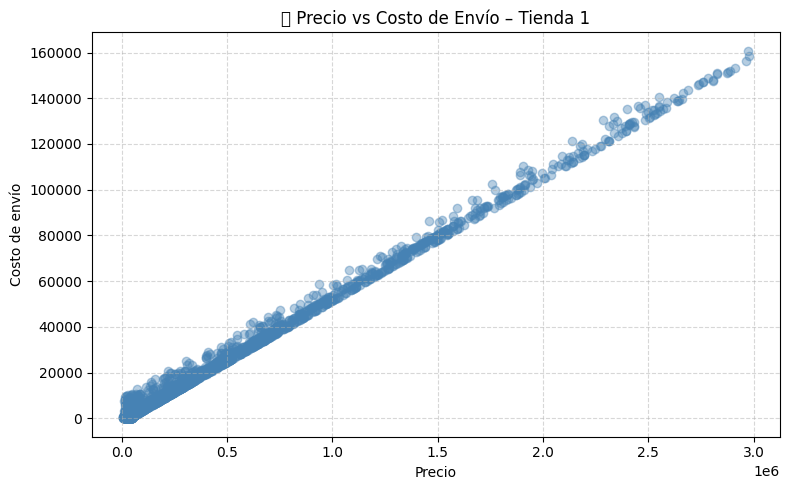 Precio vs Costo de Envío – Tienda 1
Costo de envío
160000
140000
120000
100000
80000
60000
40000
20000
0
0.0 0.5 1.0 1.5 2.0 2.5 3.0
1e6
Precio